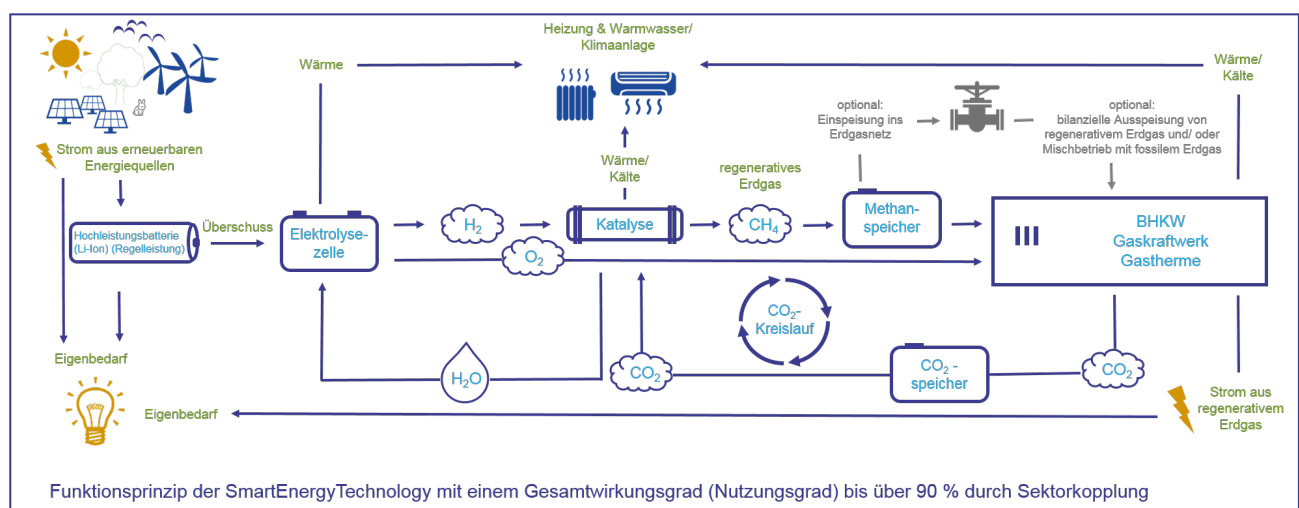 Heizung & Warmwasser/
Klimaanlage
Wärme
Wärme/
Kälte
optional:
Einspeisung ins
Erdgasnetz
optional:
bilanzielle Ausspeisung von
regenerativem Erdgas und/ oder
Mischbetrieb mit fossilem Erdgas
Strom aus erneuerbaren
Energiequellen
Wärme/
Kälte
regeneratives
Erdgas
Überschuss
Hochleistungsbatterie
(Li-Ion) (Regelleistung)
Elektrolyse-
zelle
H₂
O₂
Katalyse
CH₄
Methan-
speicher
BHKW
Gaskraftwerk
Gastherme
CO₂-
Kreislauf
Eigenbedarf
H₂O
CO₂
CO₂ -
speicher
CO₂
Eigenbedarf
Strom aus
regenerativem
Erdgas
Funktionsprinzip der SmartEnergyTechnology mit einem Gesamtwirkungsgrad (Nutzungsgrad) bis über 90 % durch Sektorkopplung